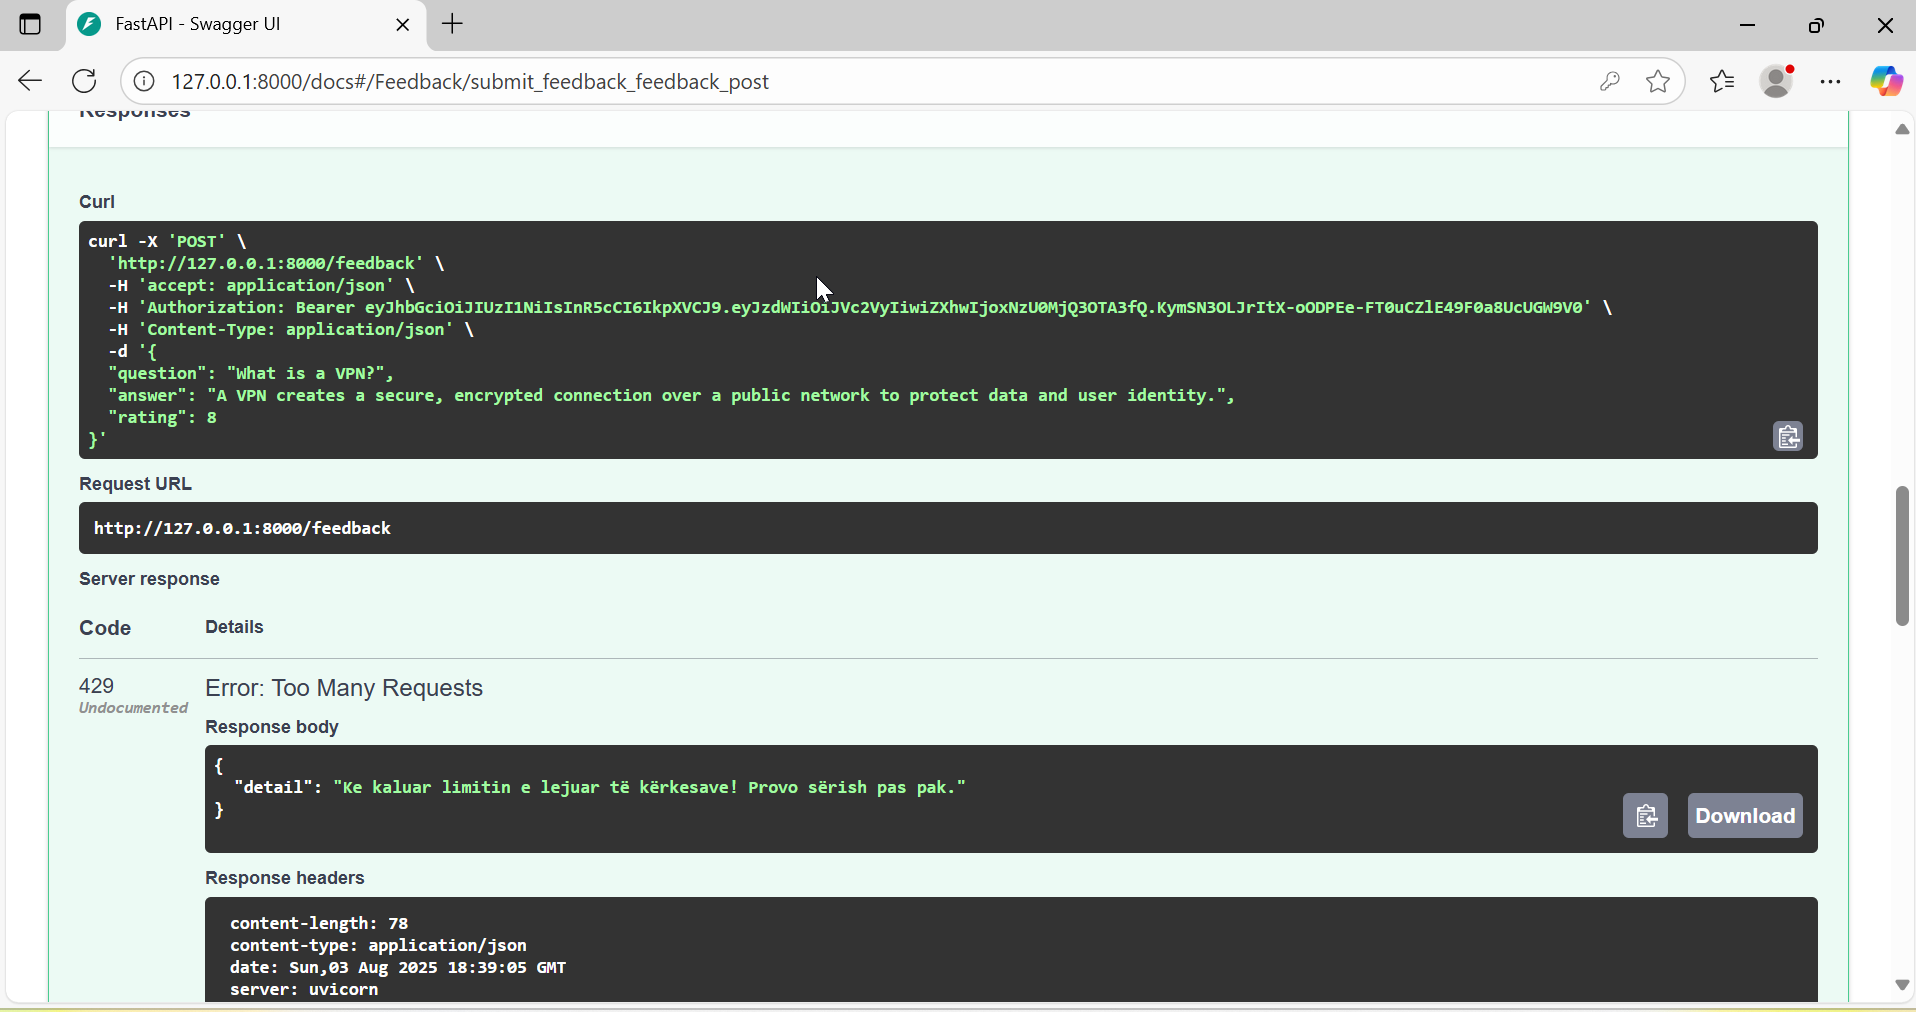 FastAPI - Swagger UI
127.0.0.1:8000/docs#/Feedback/submit_feedback_feedback_post
Responses
Curl
curl -X 'POST' \
'http://127.0.0.1:8000/feedback' \
-H 'accept: application/json' \
-H 'Authorization: Bearer eyJhbGciOiJIUzI1NiIsInR5cCI6IkpXVCJ9.eyJzdWIiOiJVc2VyIiwiZXhwIjoxNzU0MjQ3OTA3fQ.KymSN3OLJrItX-oODPEe-FT0uCZlE49F0a8UcUGW9V0' \
-H 'Content-Type: application/json' \
-d '{
"question": "What is a VPN?",
"answer": "A VPN creates a secure, encrypted connection over a public network to protect data and user identity.",
"rating": 8
}'
Request URL
http://127.0.0.1:8000/feedback
Server response
Code Details
429 Error: Too Many Requests
Undocumented
Response body
{
"detail": "Ke kaluar limitin e lejuar të kërkesave! Provo sërish pas pak."
}
Download
Response headers
content-length: 78
content-type: application/json
date: Sun,03 Aug 2025 18:39:05 GMT
server: uvicorn